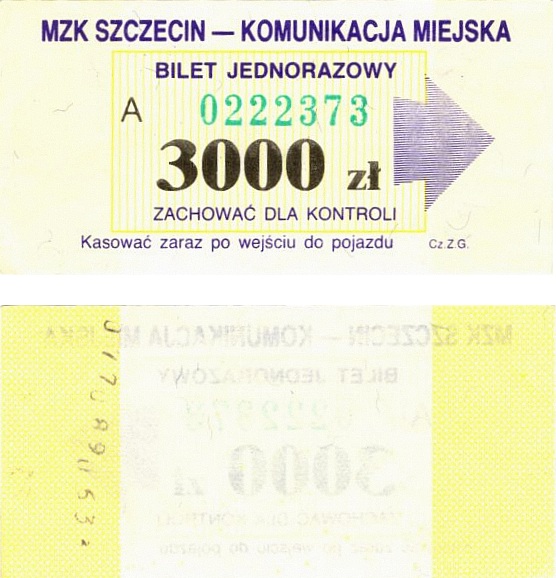 MZK SZCZECIN — KOMUNIKACJA MIEJSKA
BILET JEDNORAZOWY
A 0222373
3000 zł
ZACHOWAĆ DLA KONTROLI
Kasować zaraz po wejściu do pojazdu Cz.Z.G.